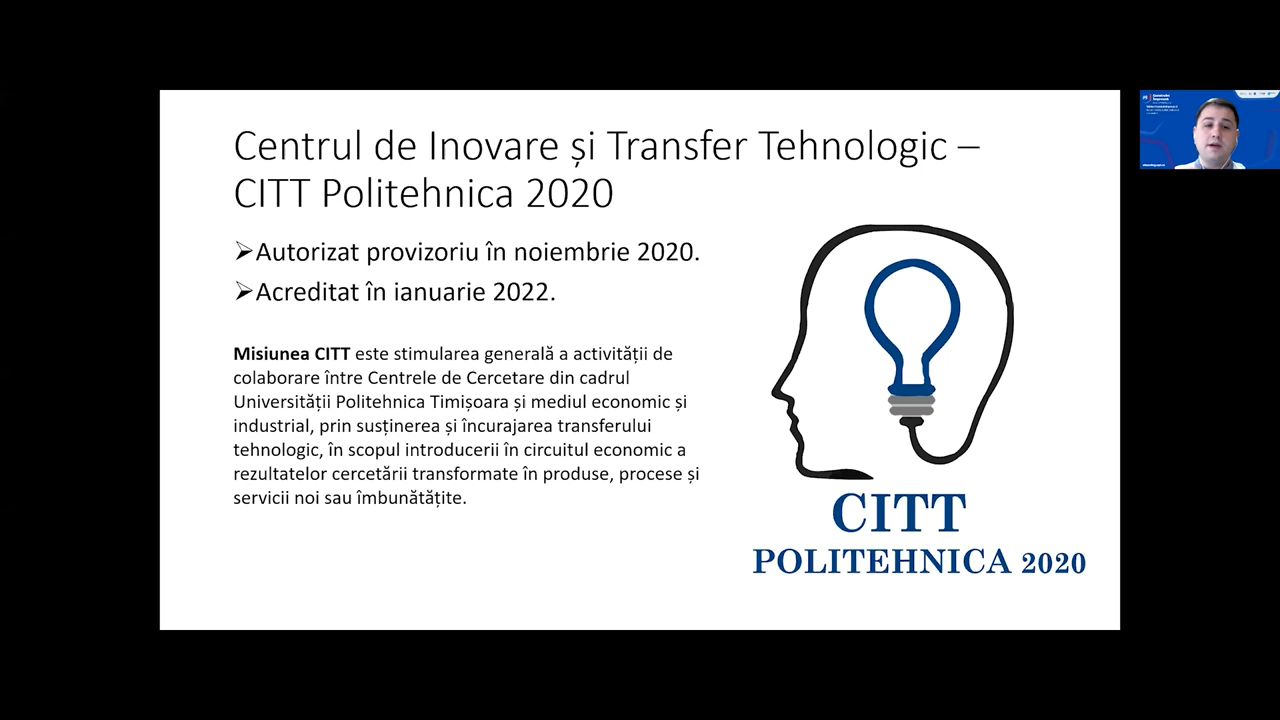 Centrul de Inovare și Transfer Tehnologic –
CITT Politehnica 2020
➢Autorizat provizoriu în noiembrie 2020.
➢Acreditat în ianuarie 2022.
Misiunea CITT este stimularea generală a activității de
colaborare între Centrele de Cercetare din cadrul
Universității Politehnica Timișoara și mediul economic și
industrial, prin susținerea și încurajarea transferului
tehnologic, în scopul introducerii în circuitul economic a
rezultatelor cercetării transformate în produse, procese și
servicii noi sau îmbunătățite.
CITT
POLITEHNICA 2020